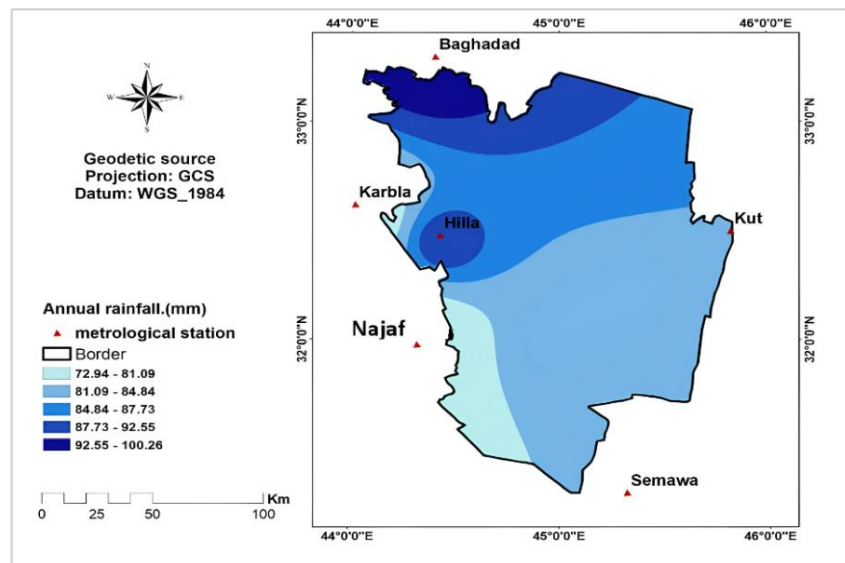 44°0'0"E 45°0'0"E 46°0'0"E
Baghadad
N
W E
S
33°0'0"N 33°0'0"N
Geodetic source
Projection: GCS
Datum: WGS_1984
Karbla
Hilla
Kut
Annual rainfall.(mm)
metrological station
Border
72.94 - 81.09
81.09 - 84.84
84.84 - 87.73
87.73 - 92.55
92.55 - 100.26
Najaf
32°0'0"N 32°0'0"N
Semawa
Km
0 25 50 100
44°0'0"E 45°0'0"E 46°0'0"E